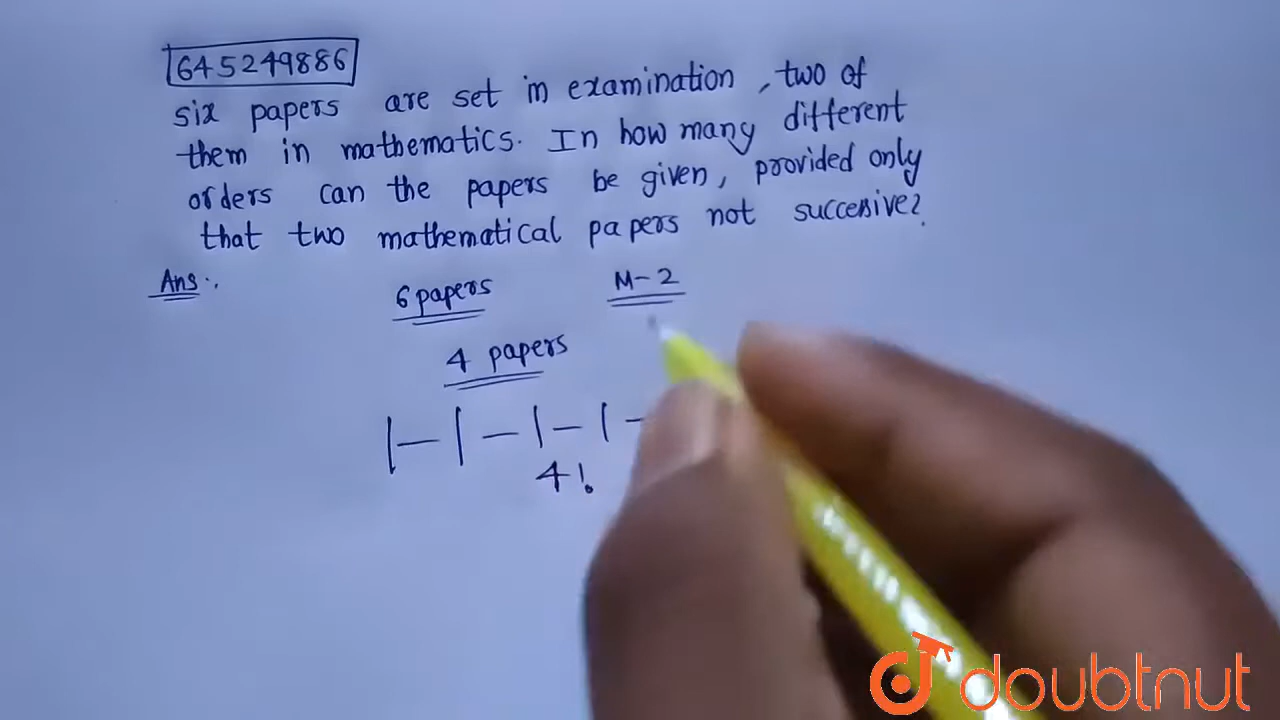 645249886
six papers are set in examination, two of
them in mathematics. In how many different
orders can the papers be given, provided only
that two mathematical papers not succesive?
Ans:.
6 papers M-2
4 papers
|-|-|-|-
4!
doubtnut